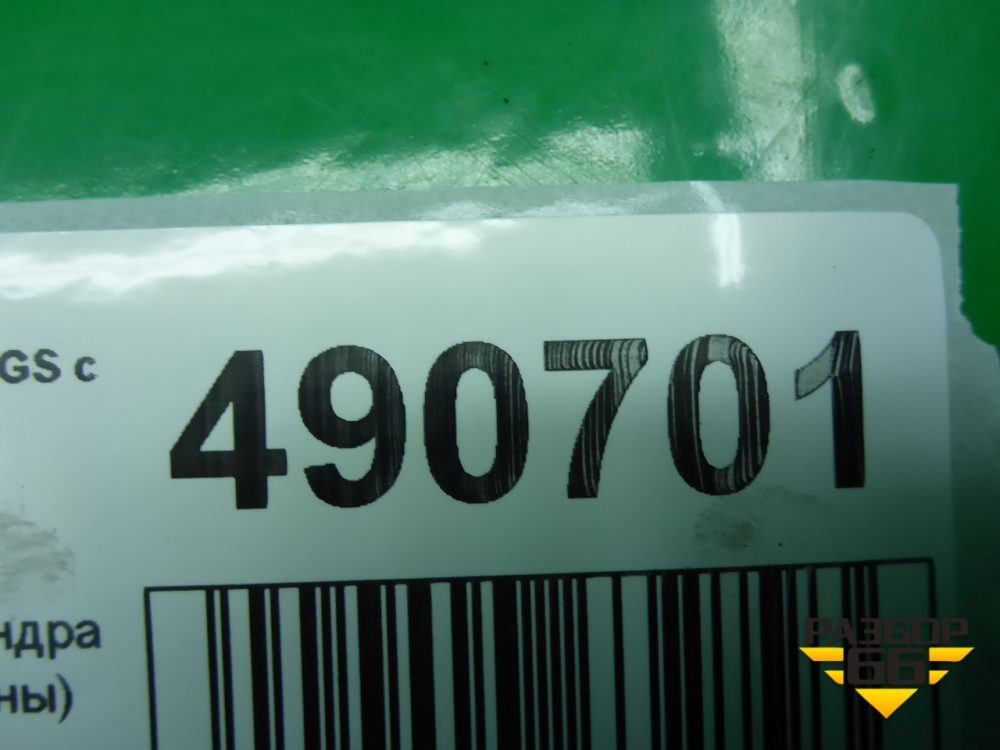 GS с
490701
ндра
ны)
РАЗБОР
66